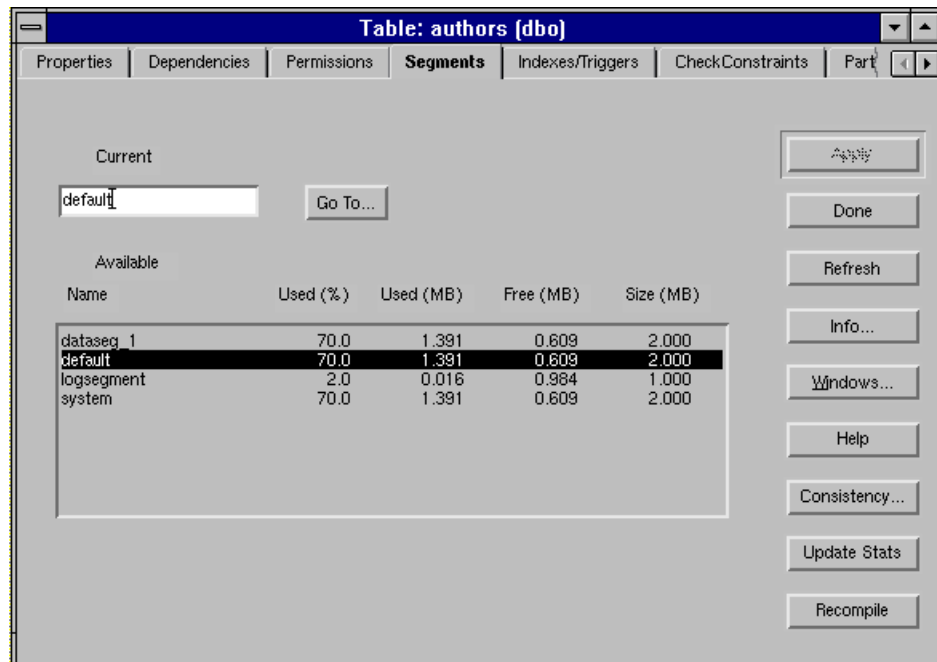 Table: authors (dbo)
Properties Dependencies Permissions Segments Indexes/Triggers CheckConstraints Part
Current
Apply
default Go To...
Done
Available
Refresh
Name Used (%) Used (MB) Free (MB) Size (MB)
Info...
dataseg_1 70.0 1.391 0.609 2.000
default 70.0 1.391 0.609 2.000
logsegment 2.0 0.016 0.984 1.000
system 70.0 1.391 0.609 2.000
Windows...
Help
Consistency...
Update Stats
Recompile